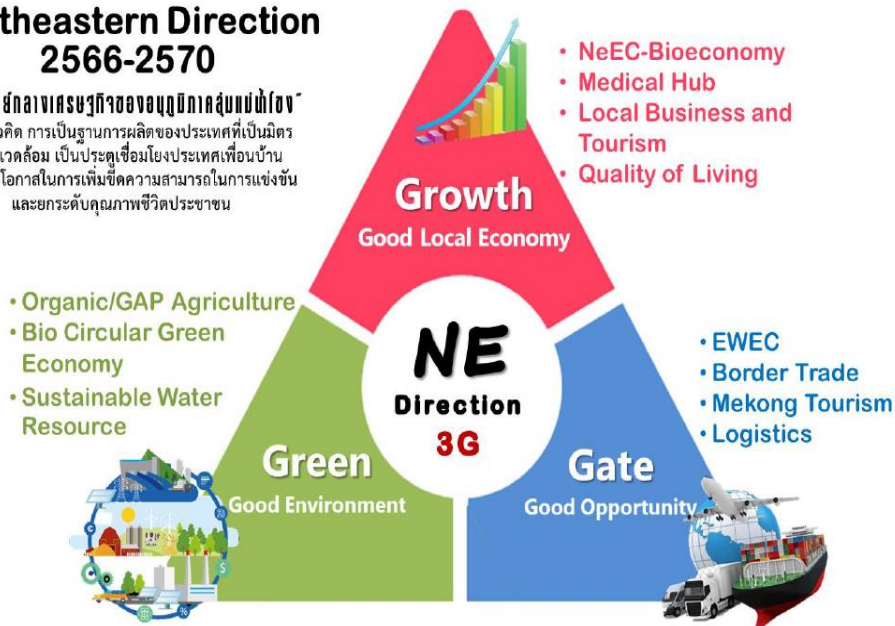 theastern Direction
2566-2570
ย์กลางเศรษฐกิจของอนุภูมิภาคลุ่มแม่น้ำโขง"
คิด การเป็นฐานการผลิตของประเทศที่เป็นมิตร
เวดล้อม เป็นประตูเชื่อมโยงประเทศเพื่อนบ้าน
โอกาสในการเพิ่มขีดความสามารถในการแข่งขัน
และยกระดับคุณภาพชีวิตประชาชน
• NeEC-Bioeconomy
• Medical Hub
• Local Business and
Tourism
• Quality of Living
Growth
Good Local Economy
• Organic/GAP Agriculture
• Bio Circular Green
Economy
• Sustainable Water
Resource
NE
Direction
3G
• EWEC
• Border Trade
• Mekong Tourism
• Logistics
Green
Good Environment
Gate
Good Opportunity